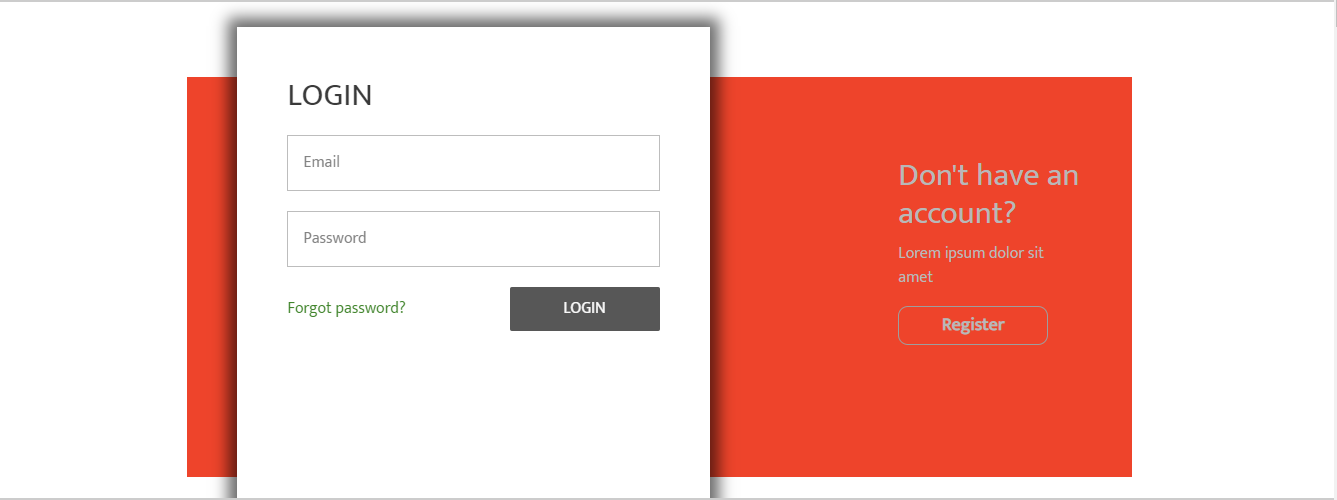 LOGIN
Email
Password
Forgot password?
LOGIN
Don't have an
account?
Lorem ipsum dolor sit
amet
Register